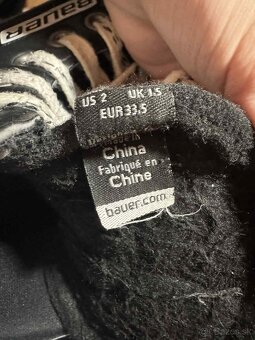 BAUER
US 2 UK 1.5
EUR 33.5
China
Fabriqué en
Chine
bauer.com